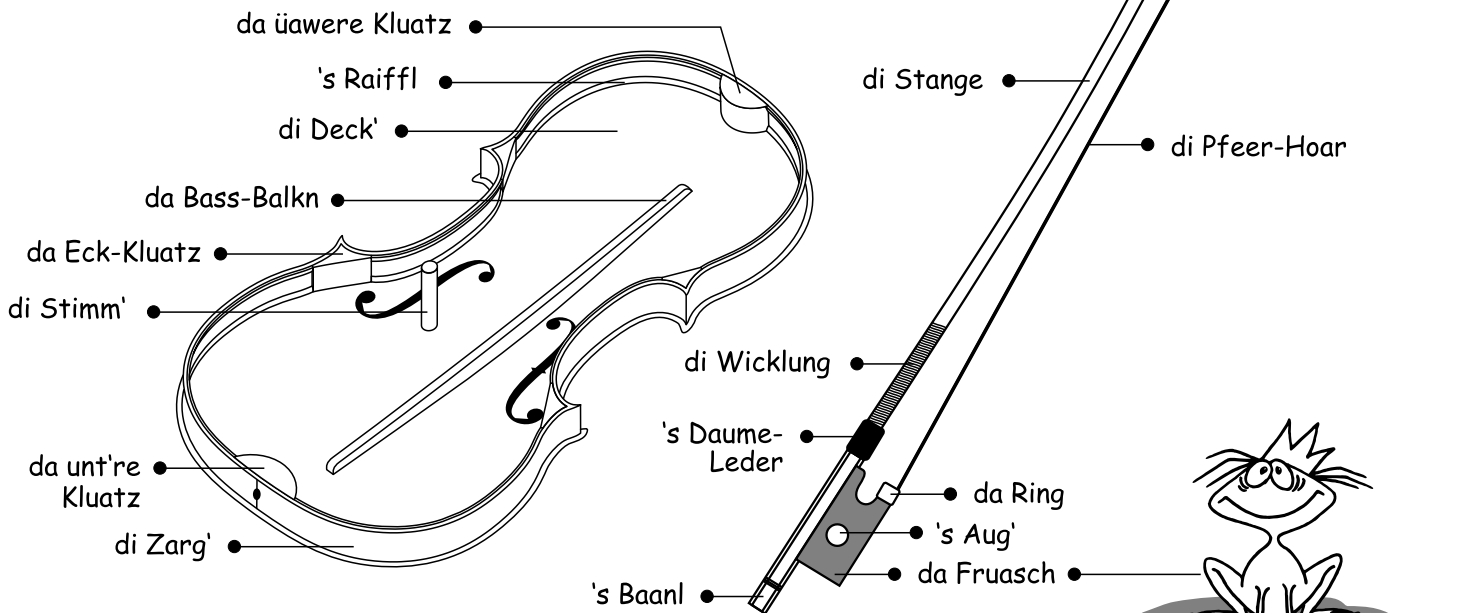 da üawere Kluatz
's Raiffl
di Deck'
da Bass-Balkn
da Eck-Kluatz
di Stimm'
da unt're
Kluatz
di Zarg'
di Stange
di Pfeer-Hoar
di Wicklung
's Daume-
Leder
da Ring
's Aug'
da Fruasch
's Baanl